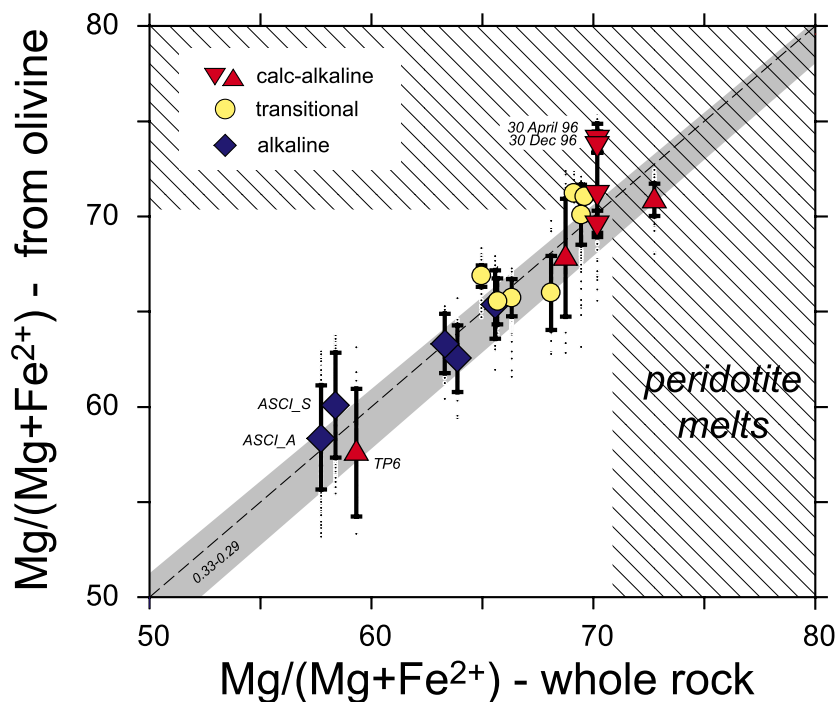 80
70
60
50
Mg/(Mg+Fe²⁺) - from olivine
calc-alkaline
transitional
alkaline
30 April 96
30 Dec 96
ASCI_S
ASCI_A
TP6
0.33-0.29
peridotite
melts
50
60
70
80
Mg/(Mg+Fe²⁺) - whole rock